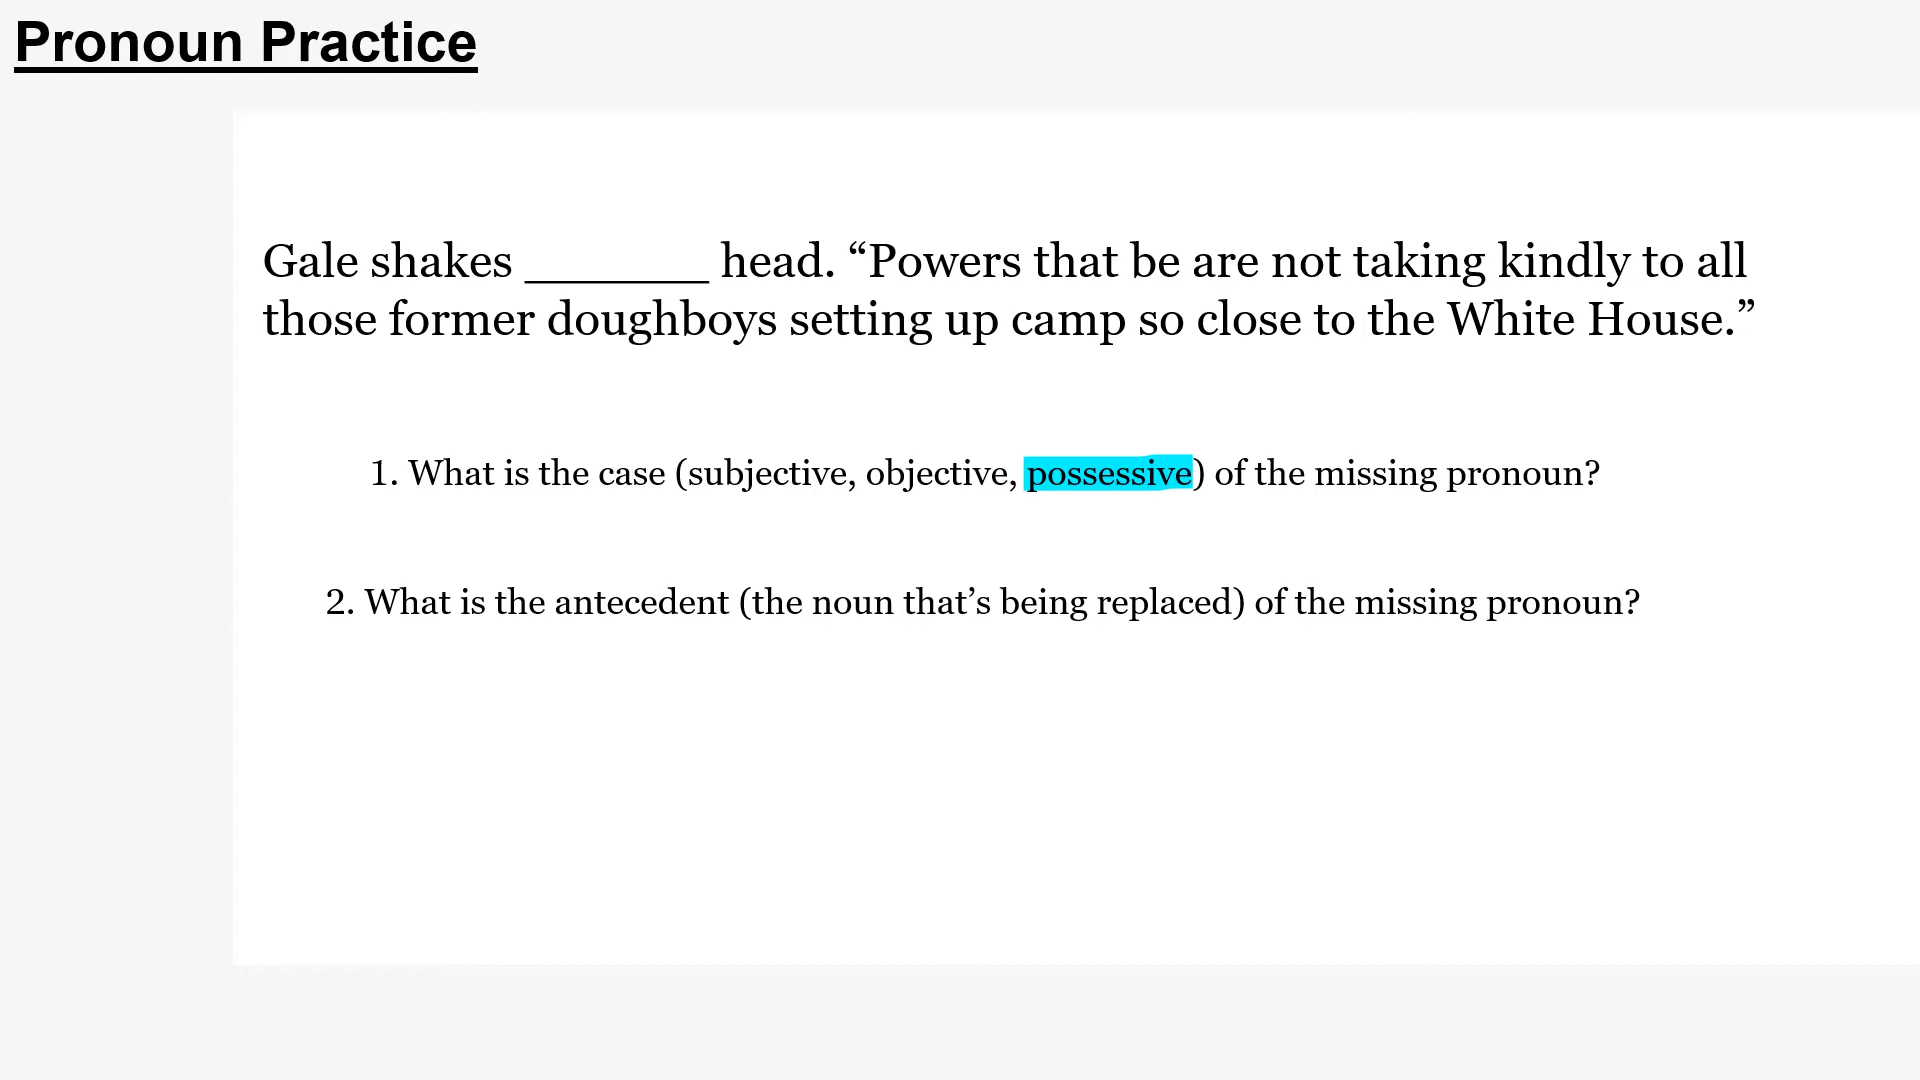 Pronoun Practice
Gale shakes _______ head. “Powers that be are not taking kindly to all
those former doughboys setting up camp so close to the White House.”
1. What is the case (subjective, objective, possessive) of the missing pronoun?
2. What is the antecedent (the noun that’s being replaced) of the missing pronoun?